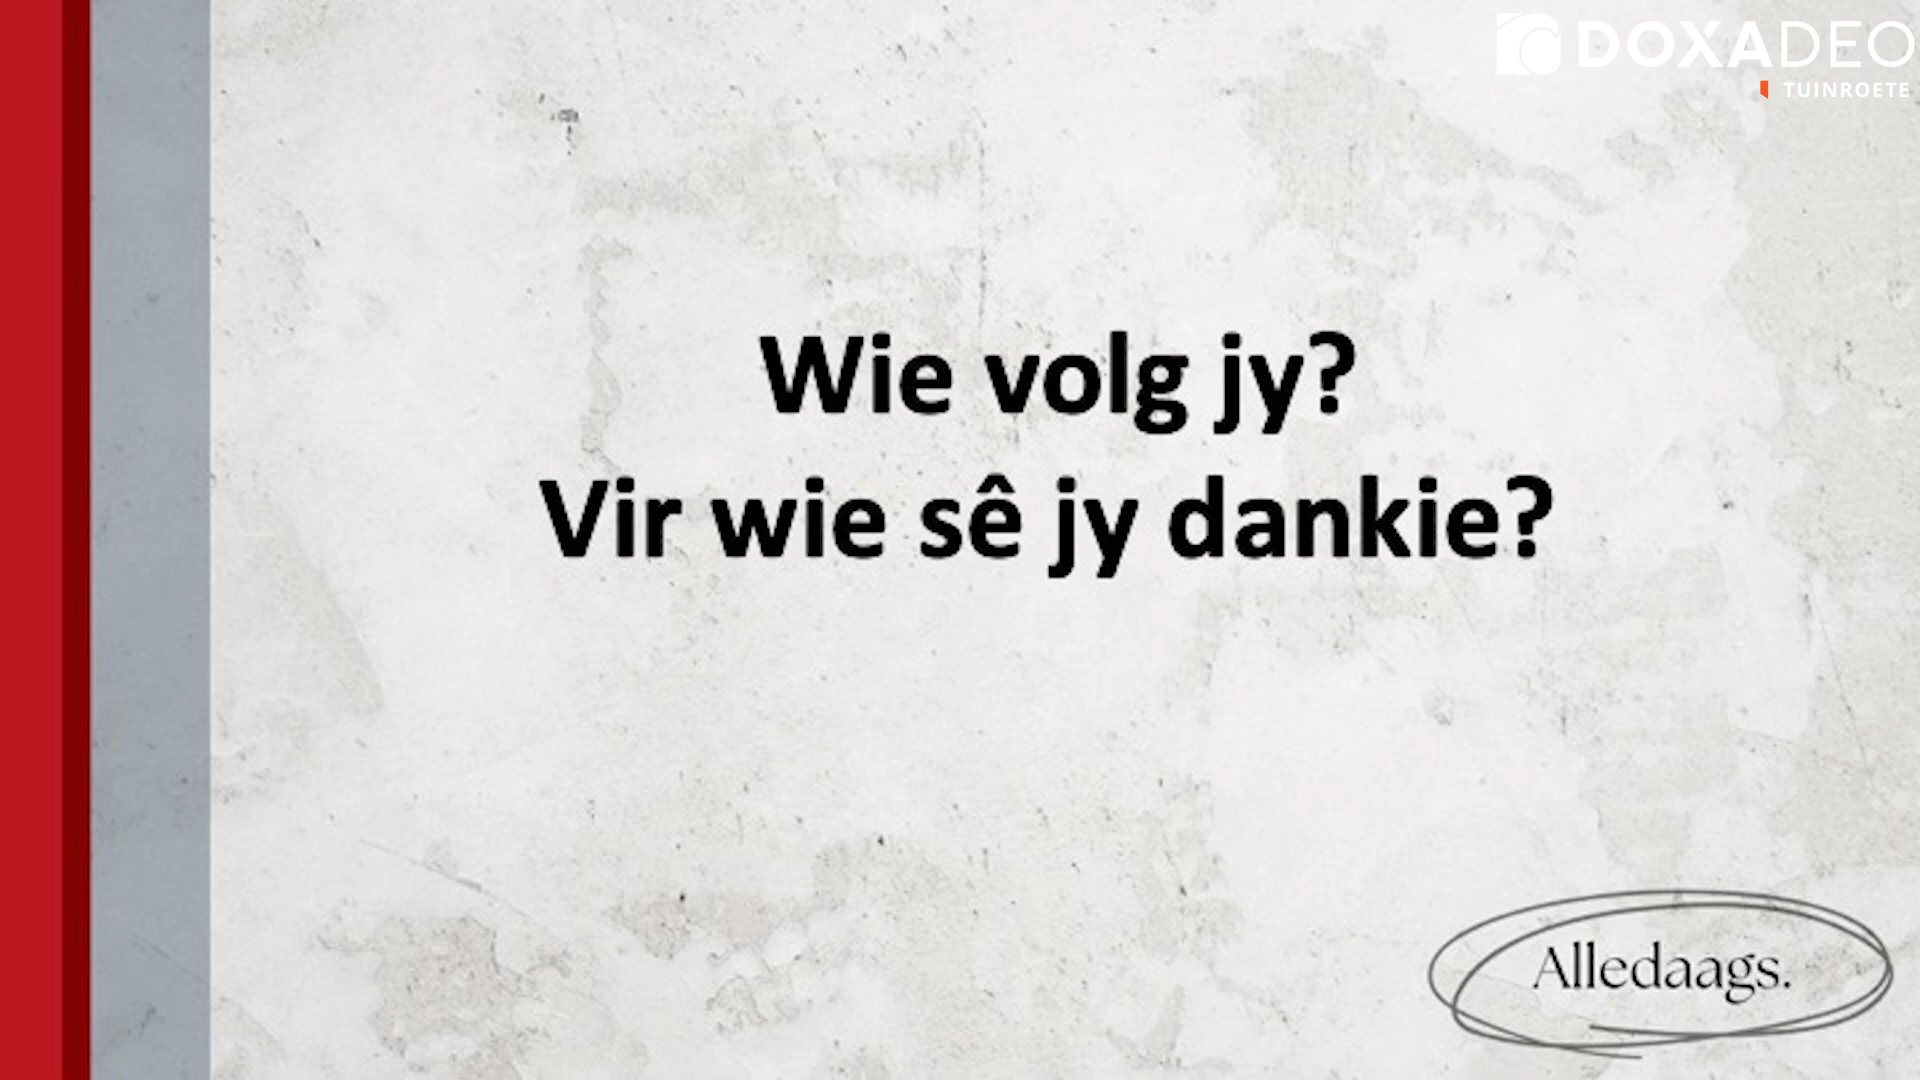 DOXADEO
TUINROETE
Wie volg jy?
Vir wie sê jy dankie?
Alledaags.